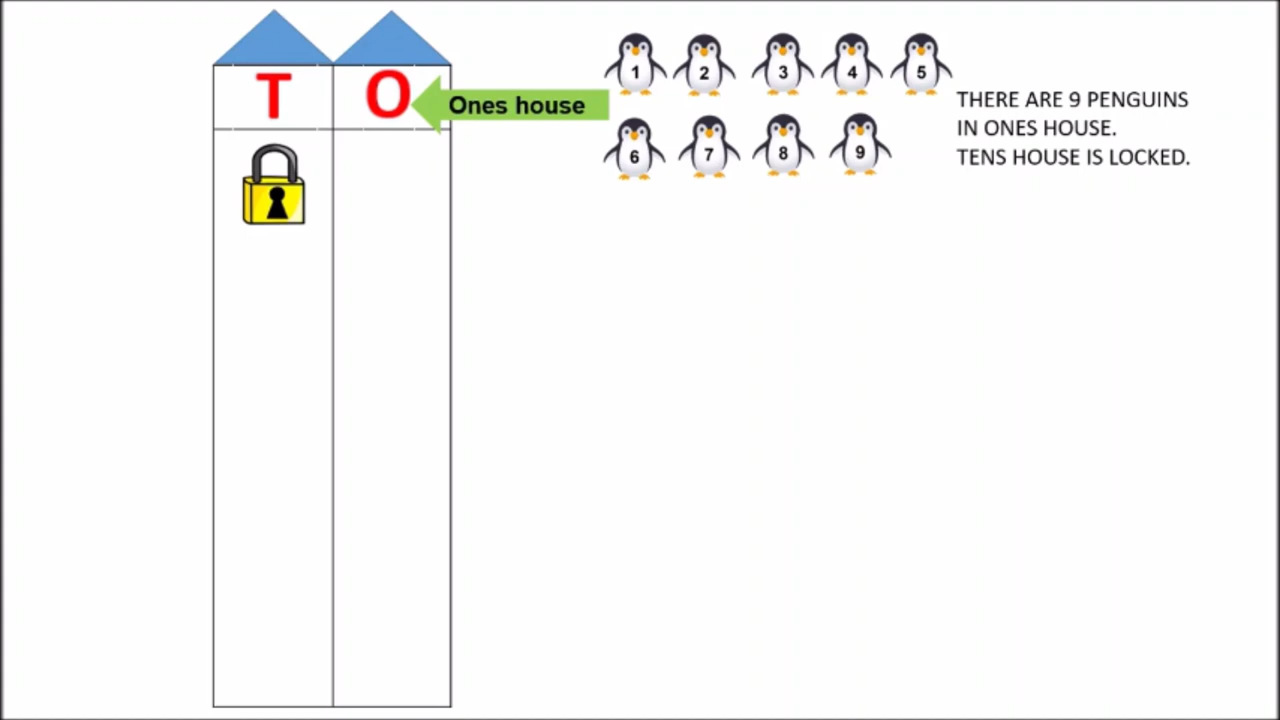 T O
Ones house
1 2 3 4 5
6 7 8 9
THERE ARE 9 PENGUINS
IN ONES HOUSE.
TENS HOUSE IS LOCKED.